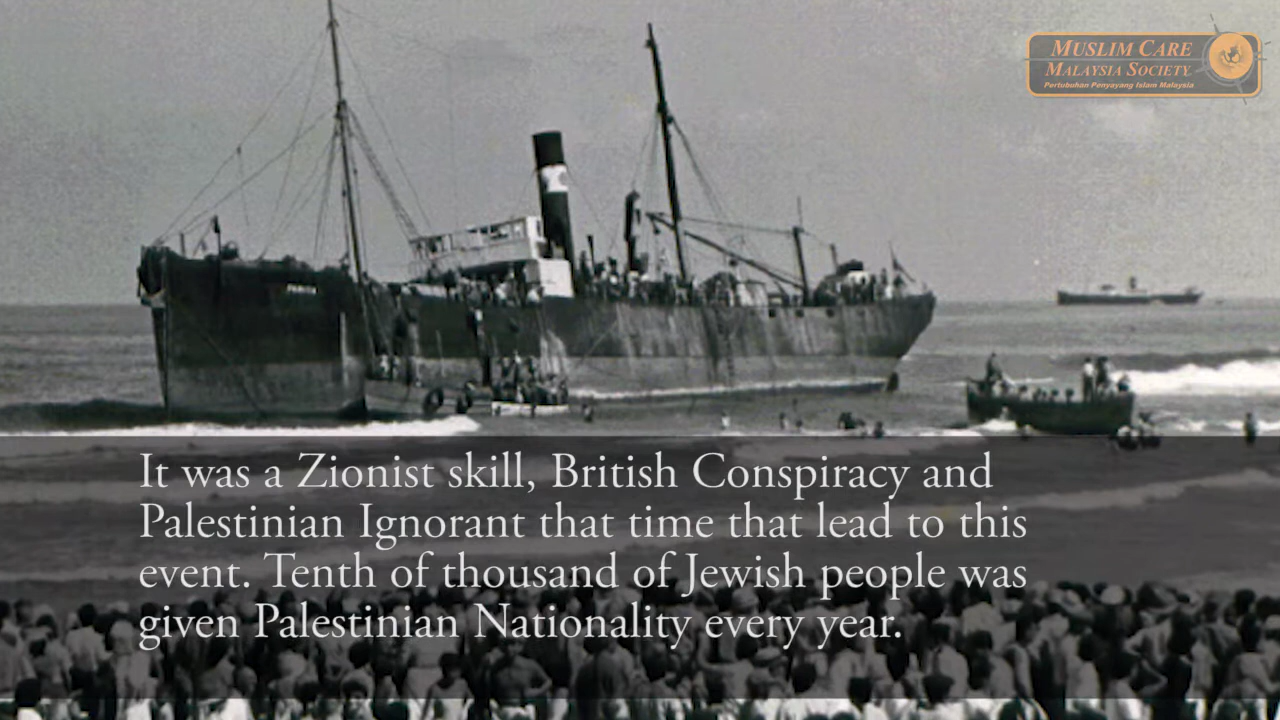 MUSLIM CARE
MALAYSIA SOCIETY
Pertubuhan Penyayang Islam Malaysia
It was a Zionist skill, British Conspiracy and
Palestinian Ignorant that time that lead to this
event. Tenth of thousand of Jewish people was
given Palestinian Nationality every year.